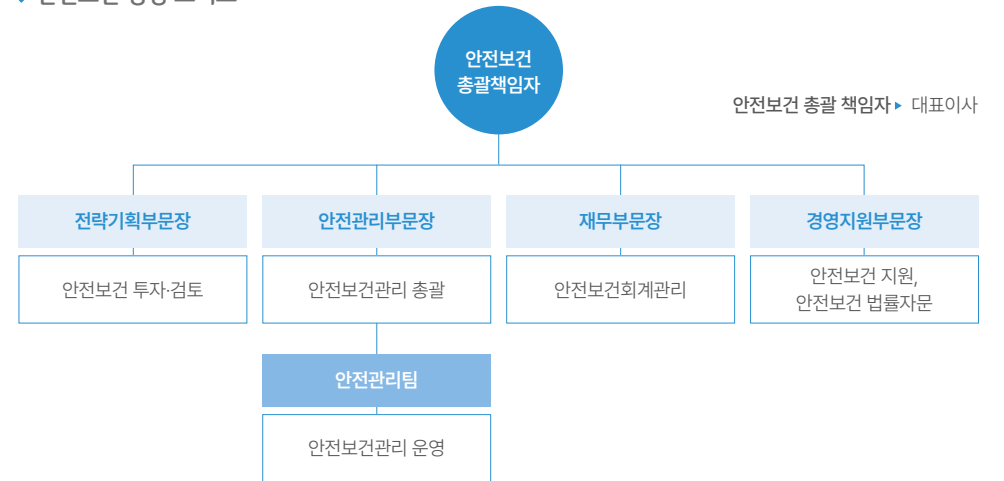 안전보건
총괄책임자
안전보건 총괄 책임자 ▶ 대표이사
전략기획부문장
안전관리부문장
재무부문장
경영지원부문장
안전보건 투자·검토
안전보건관리 총괄
안전보건회계관리
안전보건 지원,
안전보건 법률자문
안전관리팀
안전보건관리 운영